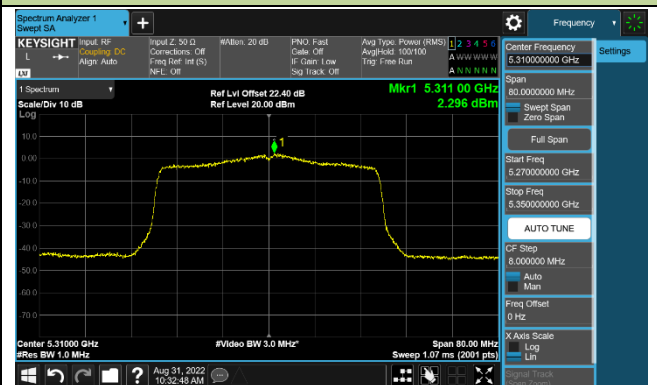 Spectrum Analyzer 1
Swept SA
+
Frequency
KEYSIGHT
L
LXI
Input: RF
Coupling: DC
Align: Auto
Input Z: 50 Ω
Corrections: Off
Freq Ref: Int (S)
NFE: Off
#Atten: 20 dB
PNO: Fast
Gate: Off
IF Gain: Low
Sig Track: Off
Avg Type: Power (RMS)
Avg|Hold: 100/100
Trig: Free Run
1 2 3 4 5 6
A W W W W W
A N N N N N
1 Spectrum
Scale/Div 10 dB
Log
Ref Lvl Offset 22.40 dB
Ref Level 20.00 dBm
Mkr1 5.311 00 GHz
2.296 dBm
1
10.0
0.00
-10.0
-20.0
-30.0
-40.0
-50.0
-60.0
-70.0
Center 5.31000 GHz
#Res BW 1.0 MHz
#Video BW 3.0 MHz*
Span 80.00 MHz
Sweep 1.07 ms (2001 pts)
Aug 31, 2022
10:32:48 AM
?
Settings
Center Frequency
5.310000000 GHz
Span
80.0000000 MHz
Swept Span
Zero Span
Full Span
Start Freq
5.270000000 GHz
Stop Freq
5.350000000 GHz
AUTO TUNE
CF Step
8.000000 MHz
Auto
Man
Freq Offset
0 Hz
X Axis Scale
Log
Lin
Signal Track